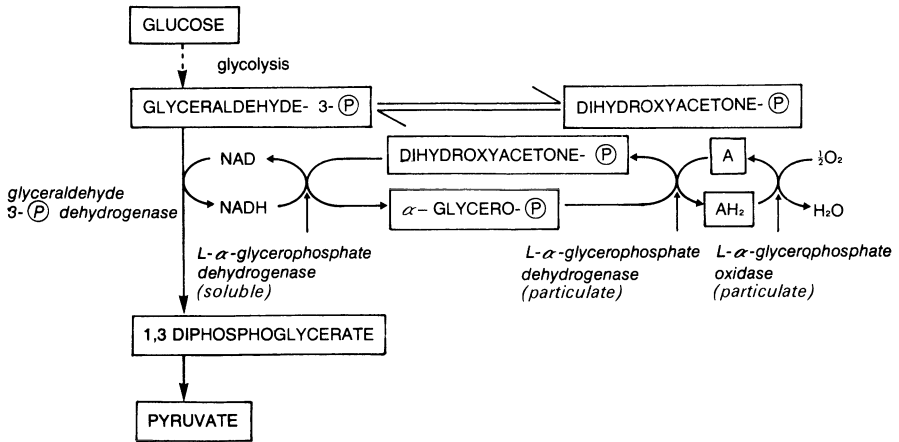 GLUCOSE
glycolysis
GLYCERALDEHYDE- 3- Ⓟ
DIHYDROXYACETONE- Ⓟ
NAD
DIHYDROXYACETONE- Ⓟ
A
½O₂
glyceraldehyde
3- Ⓟ dehydrogenase
NADH
α – GLYCERO- Ⓟ
AH₂
H₂O
L-α-glycerophosphate
dehydrogenase
(soluble)
L-α-glycerophosphate
dehydrogenase
(particulate)
L-α-glycerophosphate
oxidase
(particulate)
1,3 DIPHOSPHOGLYCERATE
PYRUVATE